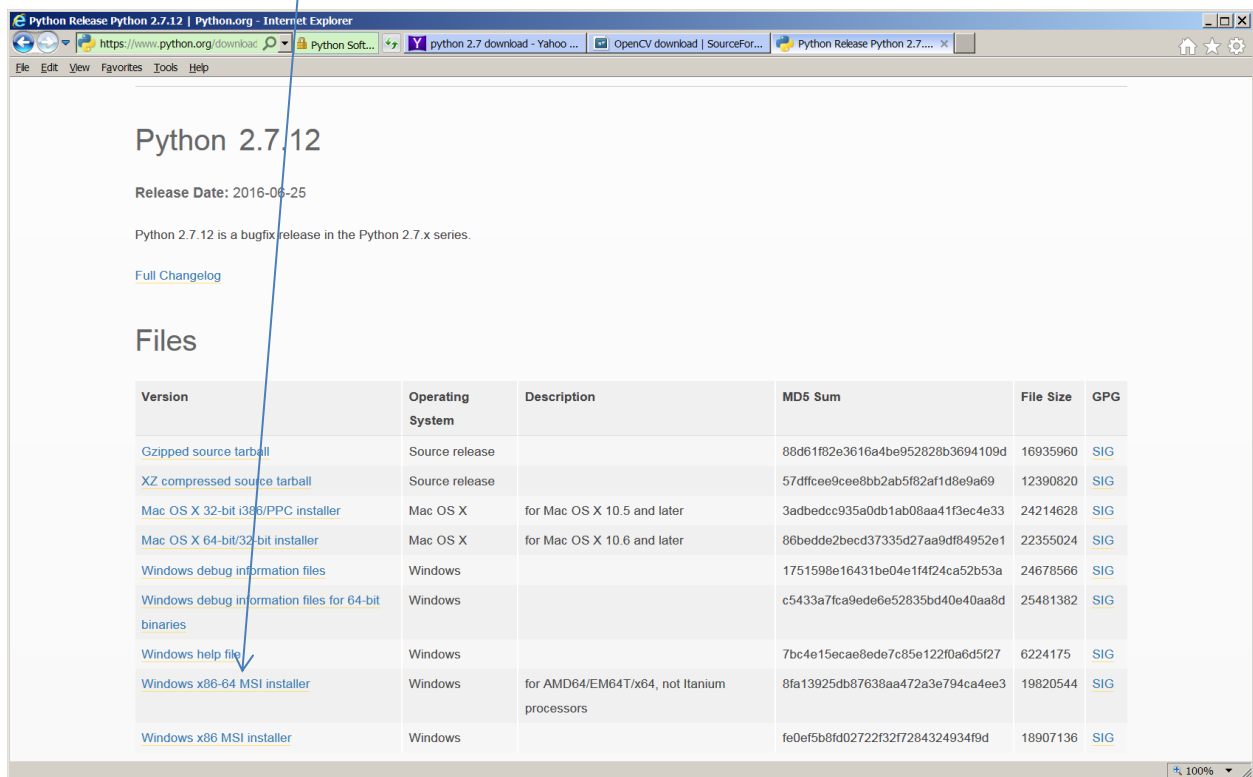 Python Release Python 2.7.12 | Python.org - Internet Explorer
https://www.python.org/downloac
Python Soft...
python 2.7 download - Yahoo ...
OpenCV download | SourceFor...
Python Release Python 2.7....
File Edit View Favorites Tools Help
Python 2.7.12
Release Date: 2016-06-25
Python 2.7.12 is a bugfix release in the Python 2.7.x series.
Full Changelog
Files
Version Operating System Description MD5 Sum File Size GPG
Gzipped source tarball Source release 88d61f82e3616a4be952828b3694109d 16935960 SIG
XZ compressed source tarball Source release 57dffcee9cee8bb2ab5f82af1d8e9a69 12390820 SIG
Mac OS X 32-bit i386/PPC installer Mac OS X for Mac OS X 10.5 and later 3adbedcc935a0db1ab08aa41f3ec4e33 24214628 SIG
Mac OS X 64-bit/32-bit installer Mac OS X for Mac OS X 10.6 and later 86bedde2becd37335d27aa9df84952e1 22355024 SIG
Windows debug information files Windows 1751598e16431be04e1f4f24ca52b53a 24678566 SIG
Windows debug information files for 64-bit binaries Windows c5433a7fca9ede6e52835bd40e40aa8d 25481382 SIG
Windows help file Windows 7bc4e15ecae8ede7c85e122f0a6d5f27 6224175 SIG
Windows x86-64 MSI installer Windows for AMD64/EM64T/x64, not Itanium processors 8fa13925db87638aa472a3e794ca4ee3 19820544 SIG
Windows x86 MSI installer Windows fe0ef5b8fd02722f32f7284324934f9d 18907136 SIG
100%